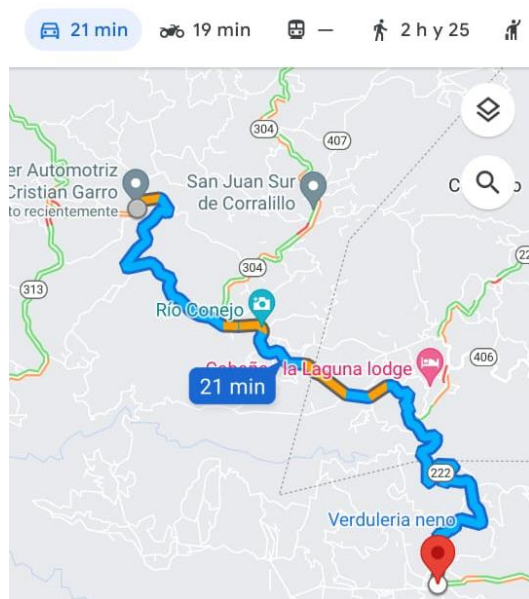 21 min 19 min — 2 h y 25
304
407
er Automotriz
Cristian Garro
to recientemente
San Juan Sur
de Corralillo
C
o
22
313
304
Río Conejo
406
la Laguna lodge
21 min
222
Verduleria neno